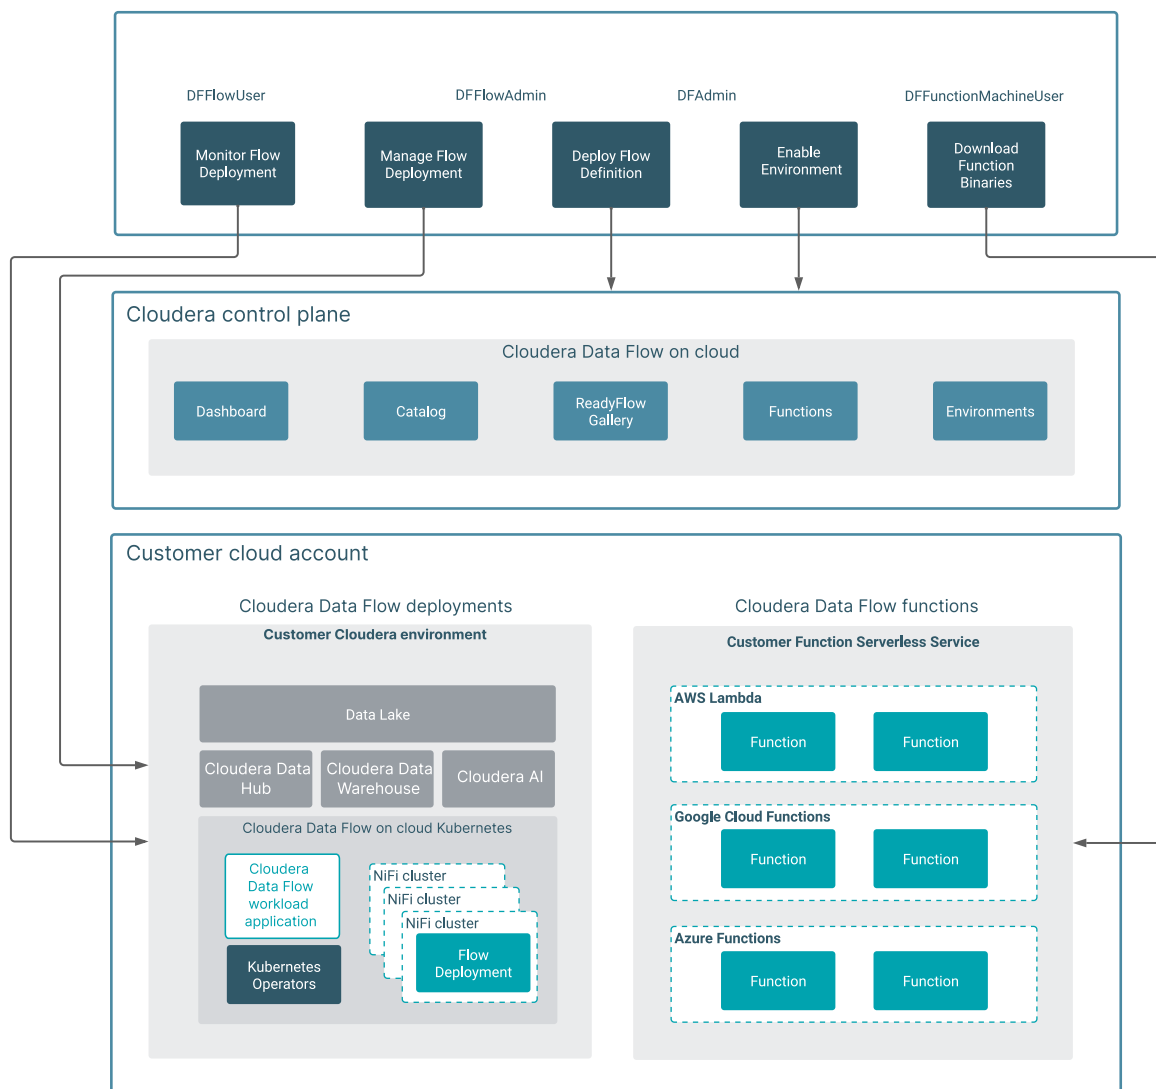 DFFlowUser
DFFlowAdmin
DFAdmin
DFFunctionMachineUser
Monitor Flow
Deployment
Manage Flow
Deployment
Deploy Flow
Definition
Enable
Environment
Download
Function
Binaries
Cloudera control plane
Cloudera Data Flow on cloud
Dashboard
Catalog
ReadyFlow
Gallery
Functions
Environments
Customer cloud account
Cloudera Data Flow deployments
Customer Cloudera environment
Data Lake
Cloudera Data
Hub
Cloudera Data
Warehouse
Cloudera AI
Cloudera Data Flow on cloud Kubernetes
Cloudera
Data Flow
workload
application
Kubernetes
Operators
NiFi cluster
NiFi cluster
NiFi cluster
Flow
Deployment
Cloudera Data Flow functions
Customer Function Serverless Service
AWS Lambda
Function
Function
Google Cloud Functions
Function
Function
Azure Functions
Function
Function